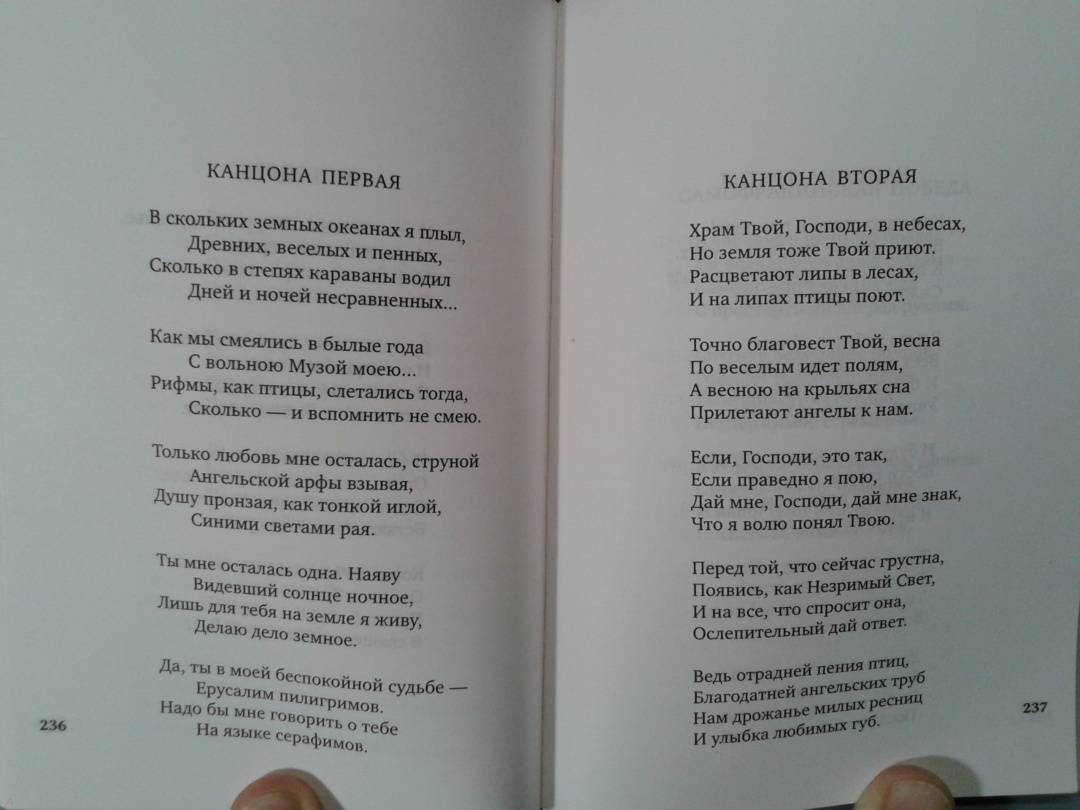 КАНЦОНА ПЕРВАЯ
В скольких земных океанах я плыл,
Древних, веселых и пенных,
Сколько в степях караваны водил
Дней и ночей несравненных...
Как мы смеялись в былые года
С вольною Музой моею...
Рифмы, как птицы, слетались тогда,
Сколько — и вспомнить не смею.
Только любовь мне осталась, струной
Ангельской арфы взывая,
Душу пронзая, как тонкой иглой,
Синими светами рая.
Ты мне осталась одна. Наяву
Видевший солнце ночное,
Лишь для тебя на земле я живу,
Делаю дело земное.
Да, ты в моей беспокойной судьбе —
Ерусалим пилигримов.
Надо бы мне говорить о тебе
На языке серафимов.
236
КАНЦОНА ВТОРАЯ
Храм Твой, Господи, в небесах,
Но земля тоже Твой приют.
Расцветают липы в лесах,
И на липах птицы поют.
Точно благовест Твой, весна
По веселым идет полям,
А весною на крыльях сна
Прилетают ангелы к нам.
Если, Господи, это так,
Если праведно я пою,
Дай мне, Господи, дай мне знак,
Что я волю понял Твою.
Перед той, что сейчас грустна,
Появись, как Незримый Свет,
И на все, что спросит она,
Ослепительный дай ответ.
Ведь отрадней пения птиц,
Благодатней ангельских труб
Нам дрожанье милых ресниц
И улыбка любимых губ.
237